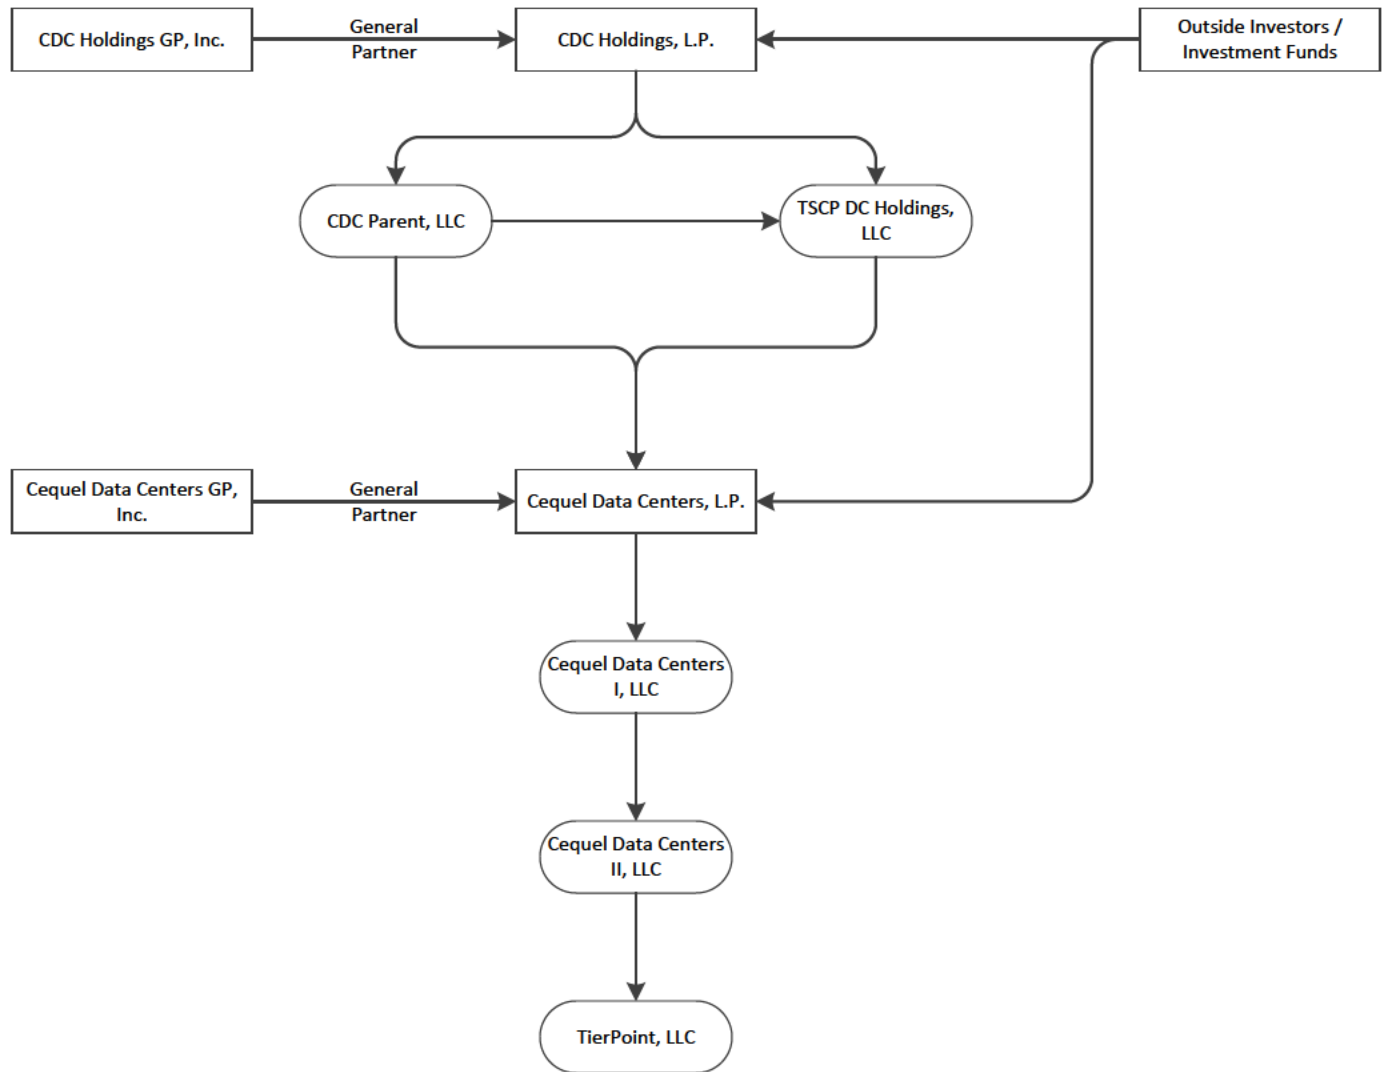 CDC Holdings GP, Inc.
General
Partner
CDC Holdings, L.P.
Outside Investors /
Investment Funds
CDC Parent, LLC
TSCP DC Holdings,
LLC
Cequel Data Centers GP,
Inc.
General
Partner
Cequel Data Centers, L.P.
Cequel Data Centers
I, LLC
Cequel Data Centers
II, LLC
TierPoint, LLC